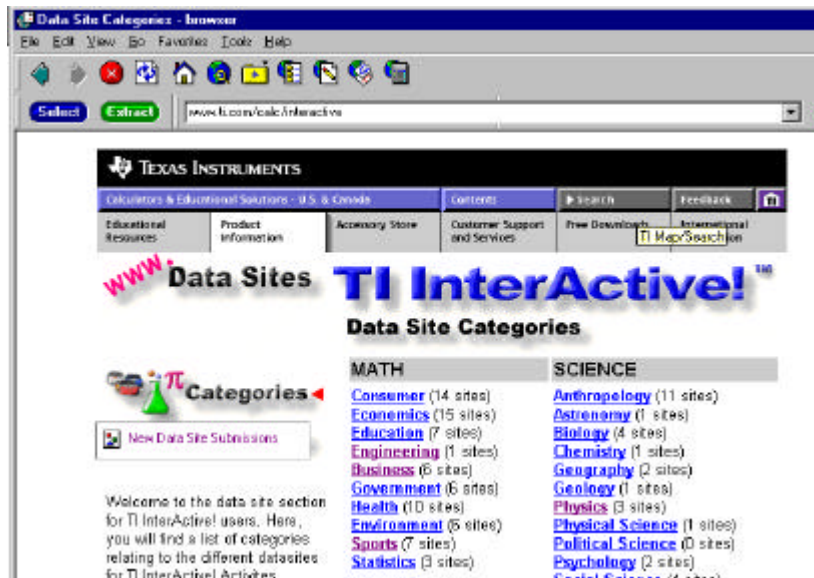 Data Site Categories - browser
File Edit View Go Favorites Tools Help
Select Extract www.ti.com/calc/interactive
TEXAS INSTRUMENTS
Calculators & Educational Solutions - U.S. & Canada Contents Search Feedback
Educational Resources Product Information Accessory Store Customer Support and Services Free Downloads International
TI Map/Search
www. Data Sites TI InterActive!™
Data Site Categories
π Categories
New Data Site Submissions
Welcome to the data site section
for TI InterActive! users. Here,
you will find a list of categories
relating to the different datasites
for TI InterActive! Activities
MATH
Consumer (14 sites)
Economics (15 sites)
Education (7 sites)
Engineering (1 sites)
Business (6 sites)
Government (6 sites)
Health (10 sites)
Environment (6 sites)
Sports (7 sites)
Statistics (3 sites)
SCIENCE
Anthropology (11 sites)
Astronomy (1 sites)
Biology (4 sites)
Chemistry (1 sites)
Geography (2 sites)
Geology (1 sites)
Physics (3 sites)
Physical Science (1 sites)
Political Science (0 sites)
Psychology (2 sites)
Social Science